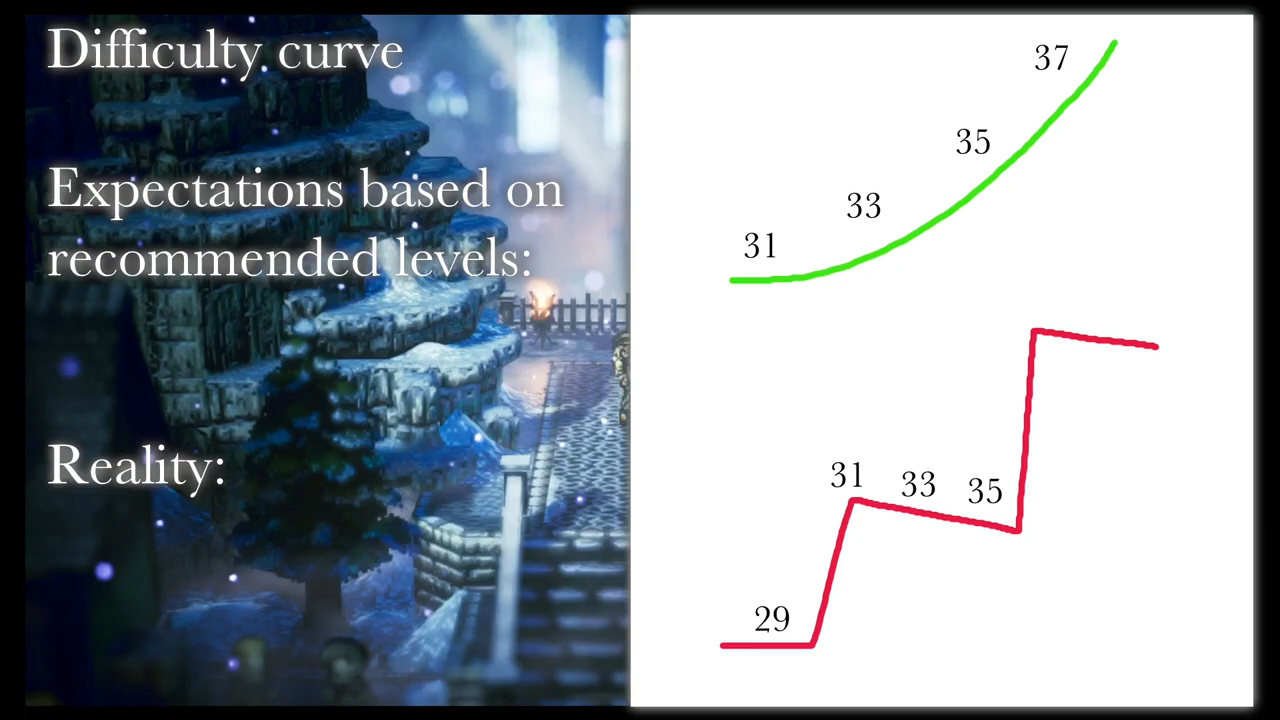 Difficulty curve
Expectations based on
recommended levels:
31
33
35
37
Reality:
29
31
33
35